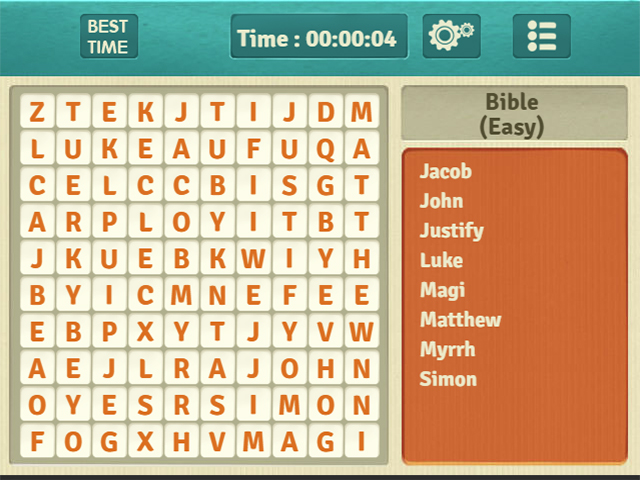 BEST
TIME
Time : 00:00:04
Bible
(Easy)
Z T E K J T I J D M
L U K E A U F U Q A
C E L C C B I S G T
A R P L O Y I T B T
J K U E B K W I Y H
B Y I C M N E F E E
E B P X Y T J Y V W
A E J L R A J O H N
O Y E S R S I M O N
F O G X H V M A G I
Jacob
John
Justify
Luke
Magi
Matthew
Myrrh
Simon